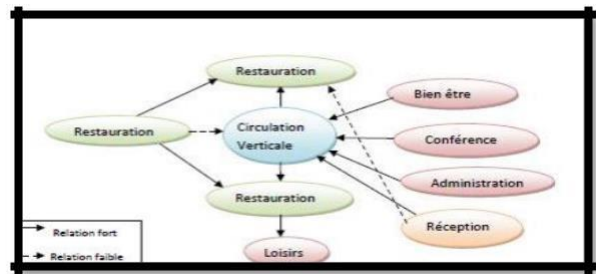 Restauration
Bien être
Restauration
Circulation
Verticale
Conférence
Administration
Restauration
Réception
Relation fort
Loisirs
Relation faible